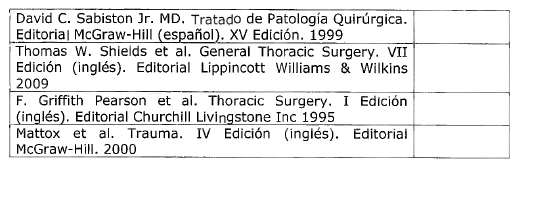 David C. Sabiston Jr. MD. Tratado de Patología Quirúrgica.
Editorial McGraw-Hill (español). XV Edición. 1999
Thomas W. Shields et al. General Thoracic Surgery. VII
Edición (inglés). Editorial Lippincott Williams & Wilkins
2009
F. Griffith Pearson et al. Thoracic Surgery. I Edición
(inglés). Editorial Churchill Livingstone Inc 1995
Mattox et al. Trauma. IV Edición (inglés). Editorial
McGraw-Hill. 2000